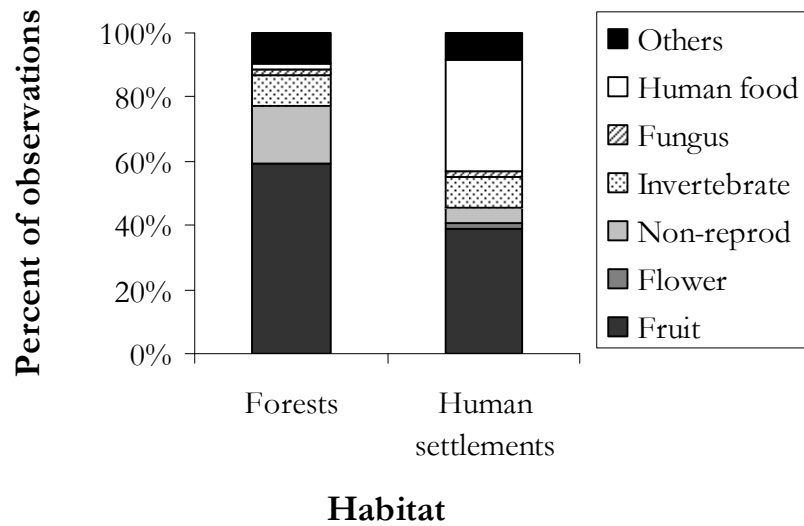 Percent of observations
100%
80%
60%
40%
20%
0%
Forests
Human
settlements
Habitat
Others
Human food
Fungus
Invertebrate
Non-reprod
Flower
Fruit